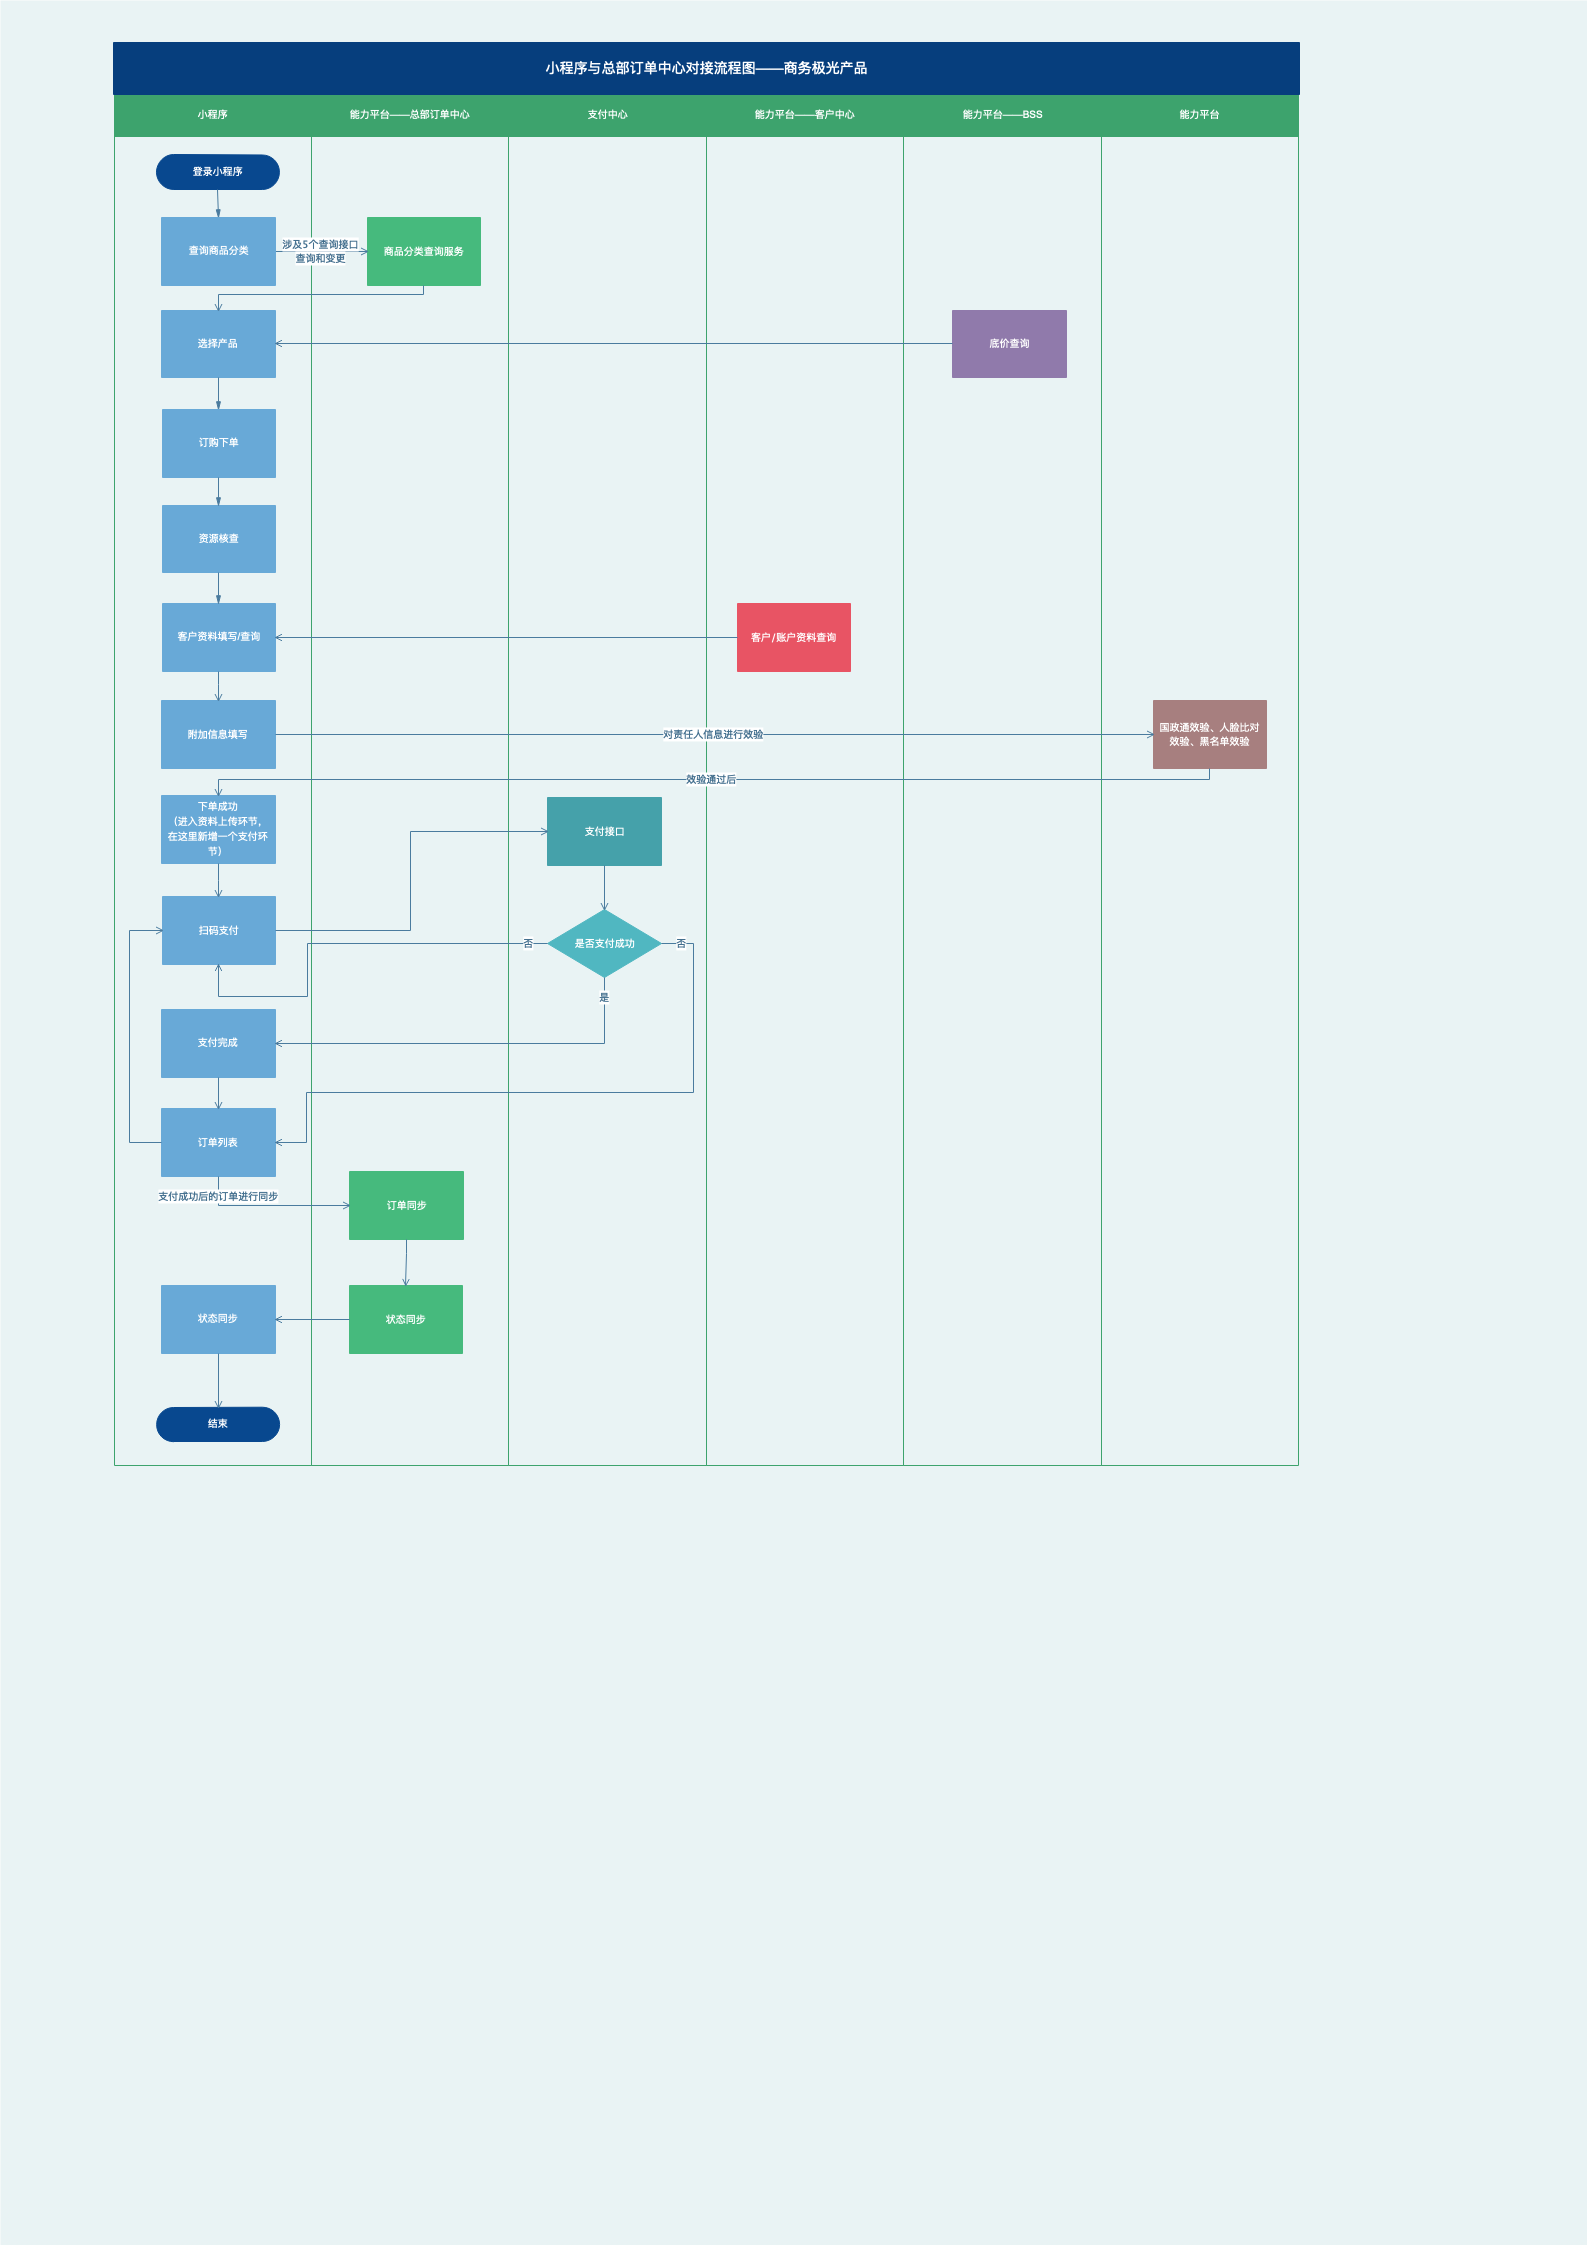 小程序与总部订单中心对接流程图——商务极光产品
小程序
能力平台——总部订单中心
支付中心
能力平台——客户中心
能力平台——BSS
能力平台
登录小程序
查询商品分类
涉及5个查询接口
查询和变更
商品分类查询服务
选择产品
底价查询
订购下单
资源核查
客户资料填写/查询
客户/账户资料查询
附加信息填写
对责任人信息进行效验
国政通效验、人脸比对
效验、黑名单效验
效验通过后
下单成功
(进入资料上传环节,
在这里新增一个支付环
节)
支付接口
扫码支付
否
是否支付成功
否
是
支付完成
订单列表
支付成功后的订单进行同步
订单同步
状态同步
状态同步
结束